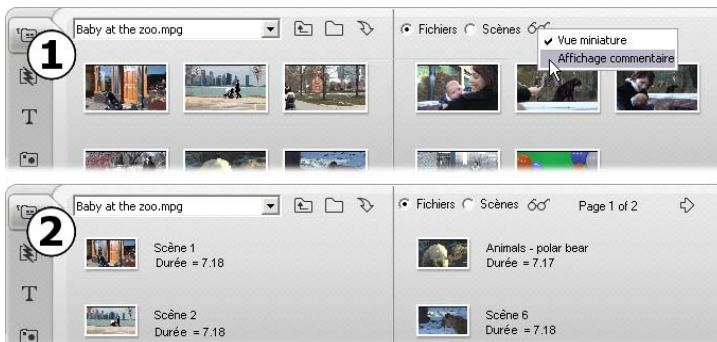 1
Baby at the zoo.mpg
Fichiers Scènes
Vue miniature
Affichage commentaire
T
2
Baby at the zoo.mpg
Fichiers Scènes Page 1 of 2
Scène 1
Durée = 7.18
Animals - polar bear
Durée = 7.17
T
Scène 2
Durée = 7.18
Scène 6
Durée = 7.18